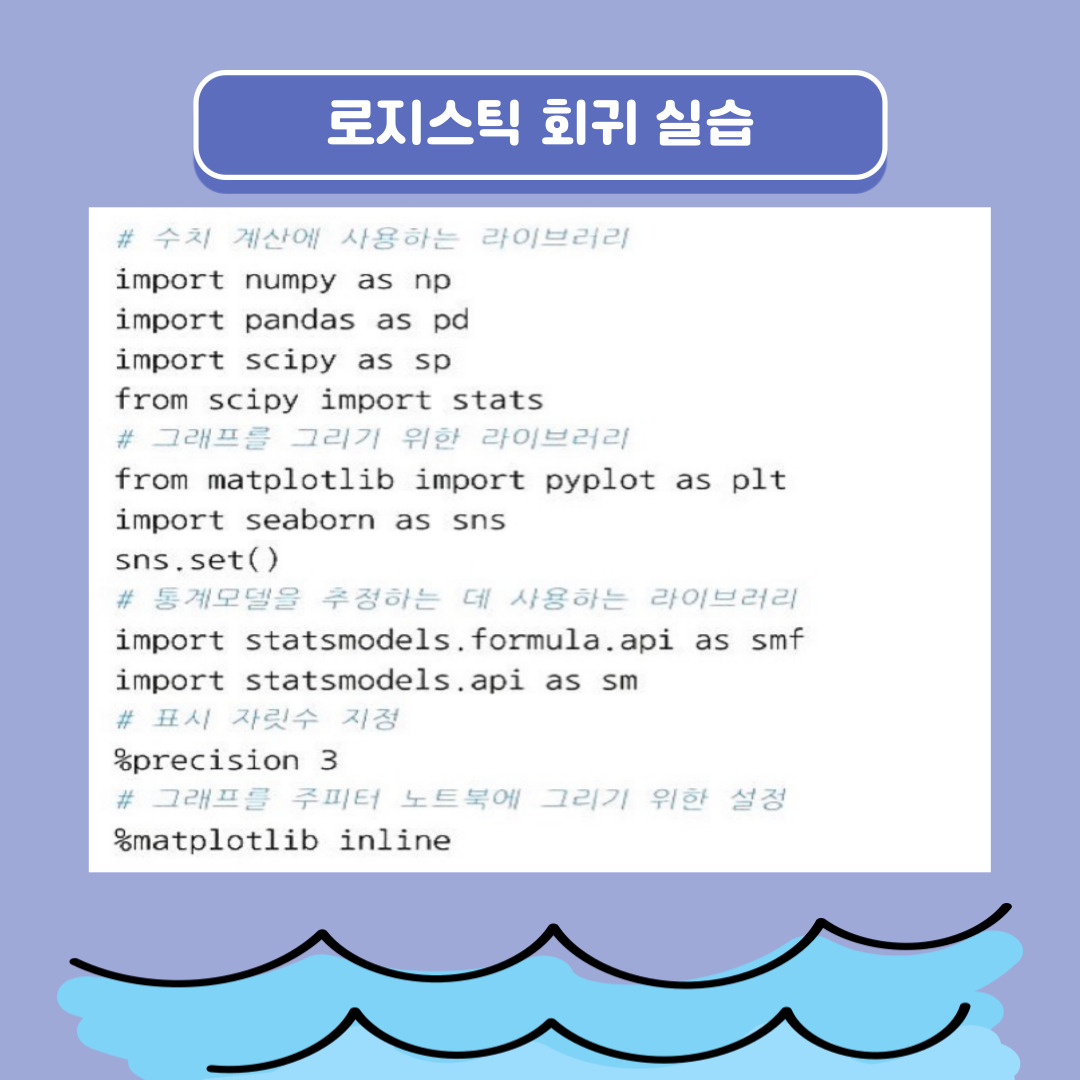 로지스틱 회귀 실습
# 수치 계산에 사용하는 라이브러리
import numpy as np
import pandas as pd
import scipy as sp
from scipy import stats
# 그래프를 그리기 위한 라이브러리
from matplotlib import pyplot as plt
import seaborn as sns
sns.set()
# 통계모델을 추정하는 데 사용하는 라이브러리
import statsmodels.formula.api as smf
import statsmodels.api as sm
# 표시 자릿수 지정
%precision 3
# 그래프를 주피터 노트북에 그리기 위한 설정
%matplotlib inline